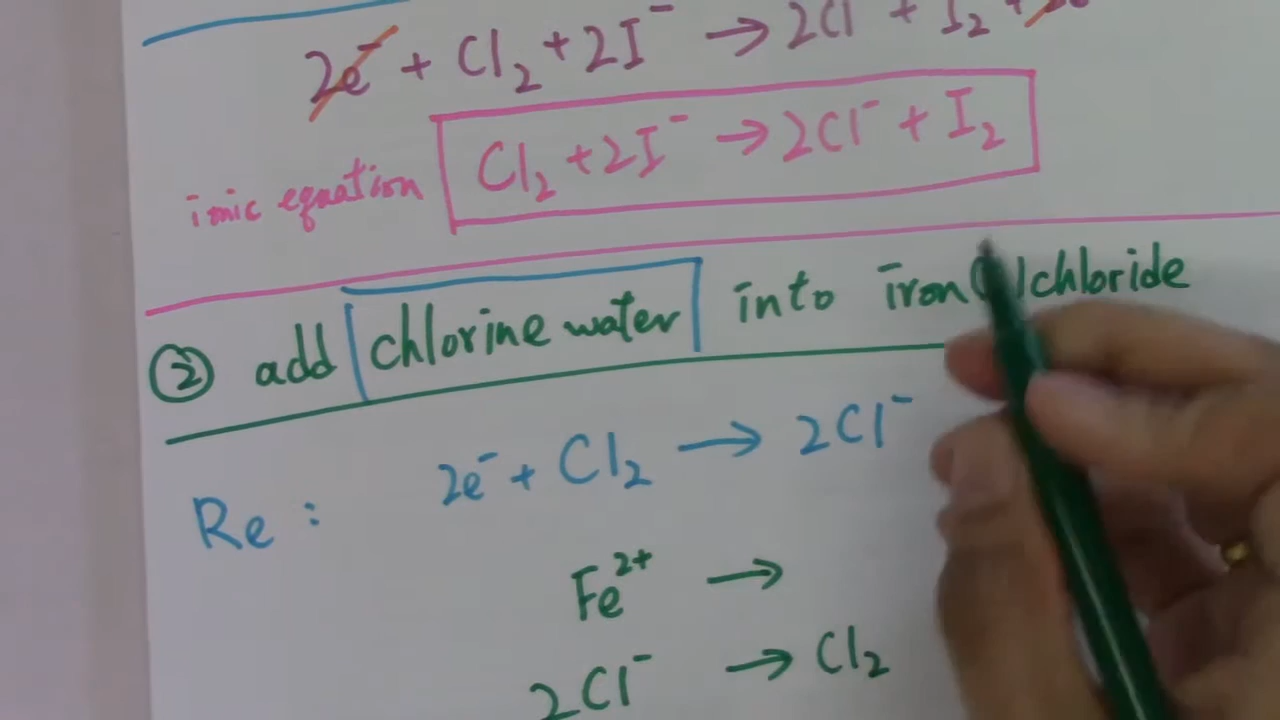 2e⁻ + Cl₂ + 2I⁻ → 2Cl + I₂ +
ionic equation Cl₂ + 2I⁻ → 2Cl⁻ + I₂
② add chlorine water into iron chloride
2e⁻ + Cl₂ → 2Cl⁻
Re :
Fe²⁺ →
2Cl⁻ → Cl₂